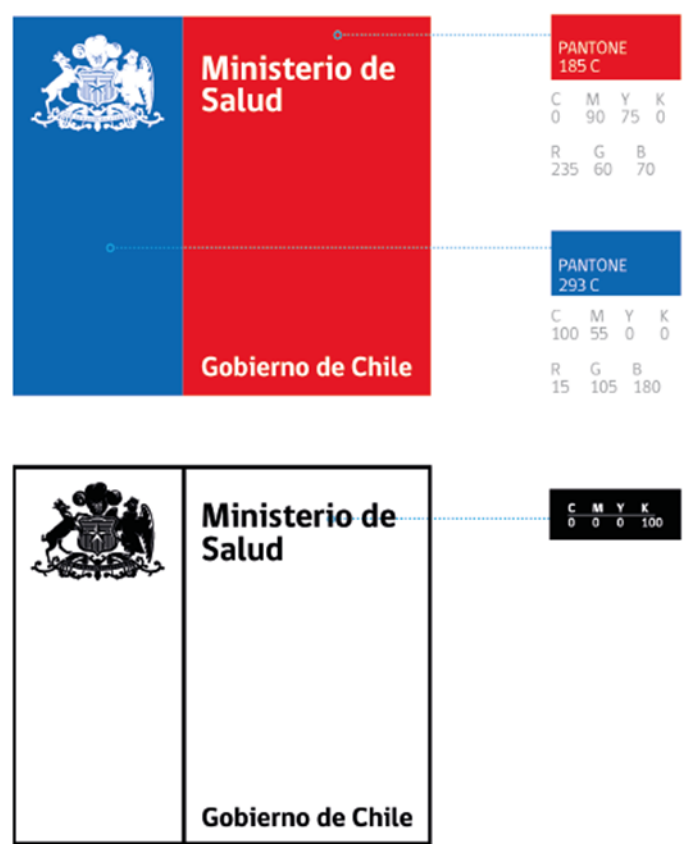 Ministerio de
Salud
Gobierno de Chile
PANTONE
185 C
C M Y K
0 90 75 0
R G B
235 60 70
PANTONE
293 C
C M Y K
100 55 0 0
R G B
15 105 180
Ministerio de
Salud
Gobierno de Chile
C M Y K
0 0 0 100